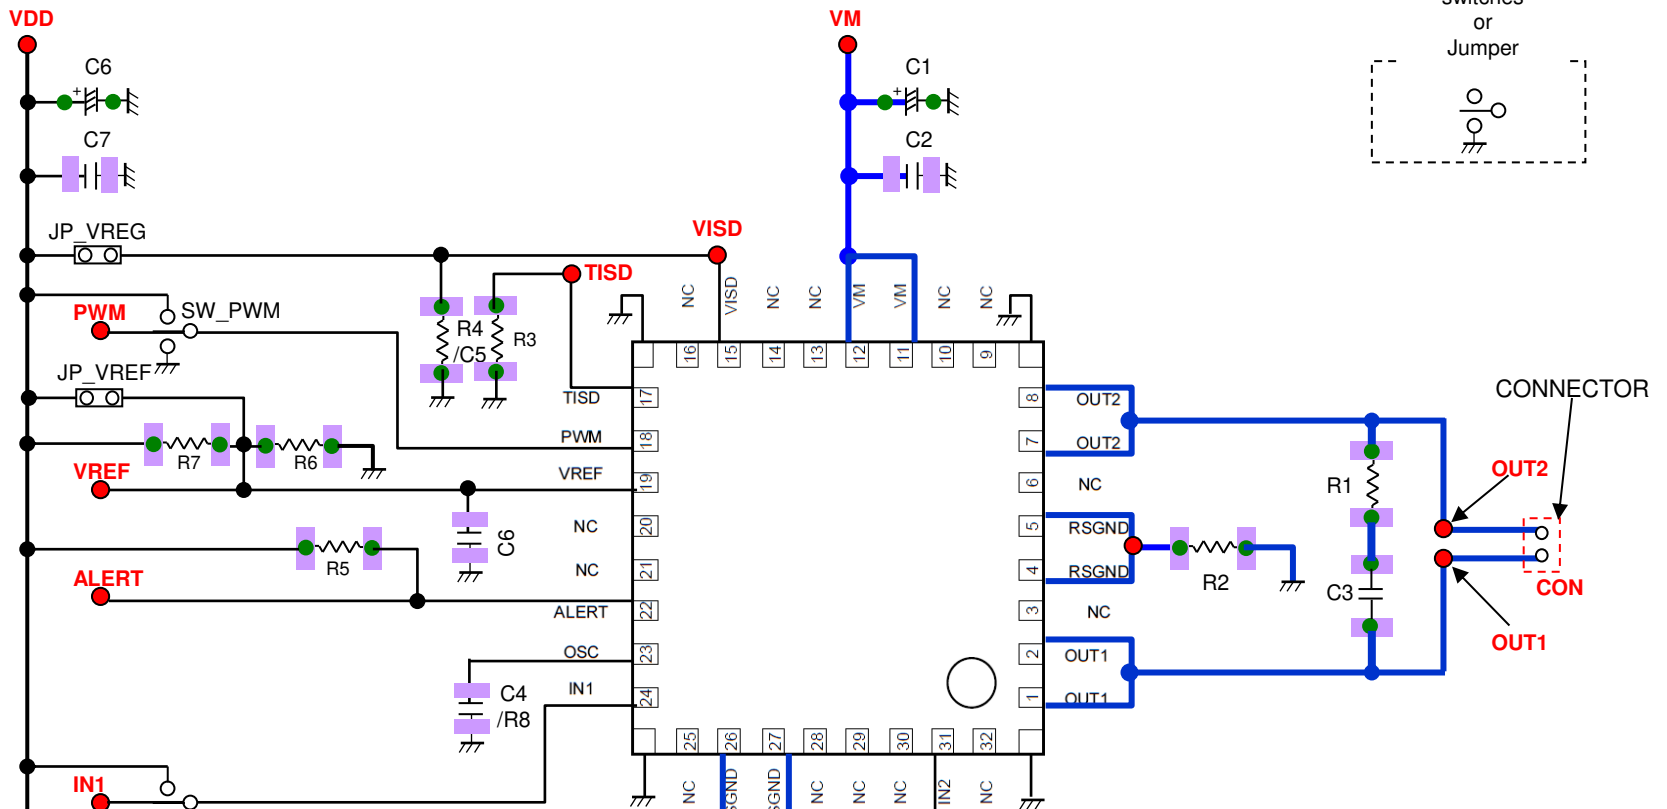 VDD
VM
switches
or
Jumper
C6
+
C1
+
C7
C2
JP_VREG
VISD
TISD
PWM
SW_PWM
R4
/C5
R3
NC
VISD
NC
NC
VM
VM
NC
NC
16
15
14
13
12
11
10
9
JP_VREF
TISD
17
8
OUT2
CONNECTOR
PWM
18
7
OUT2
R7
R6
VREF
VREF
19
6
NC
OUT2
R1
NC
20
5
RSGND
C6
R5
NC
21
4
RSGND
R2
ALERT
C3
CON
ALERT
22
3
NC
OUT1
OSC
23
2
OUT1
C4
/R8
IN1
24
1
OUT1
25
26
27
28
29
30
31
32
NC
SGND
SGND
NC
NC
NC
IN2
NC
IN1